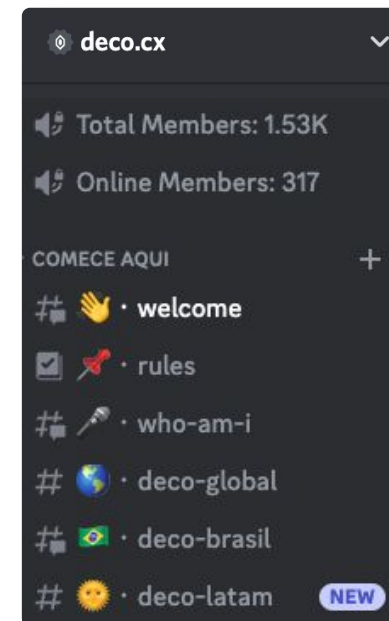 deco.cx
Total Members: 1.53K
Online Members: 317
COMECE AQUI
# 👋 · welcome
📌 · rules
# 🎤 · who-am-i
# 🌎 · deco-global
# 🇧🇷 · deco-brasil
# 🌞 · deco-latam NEW